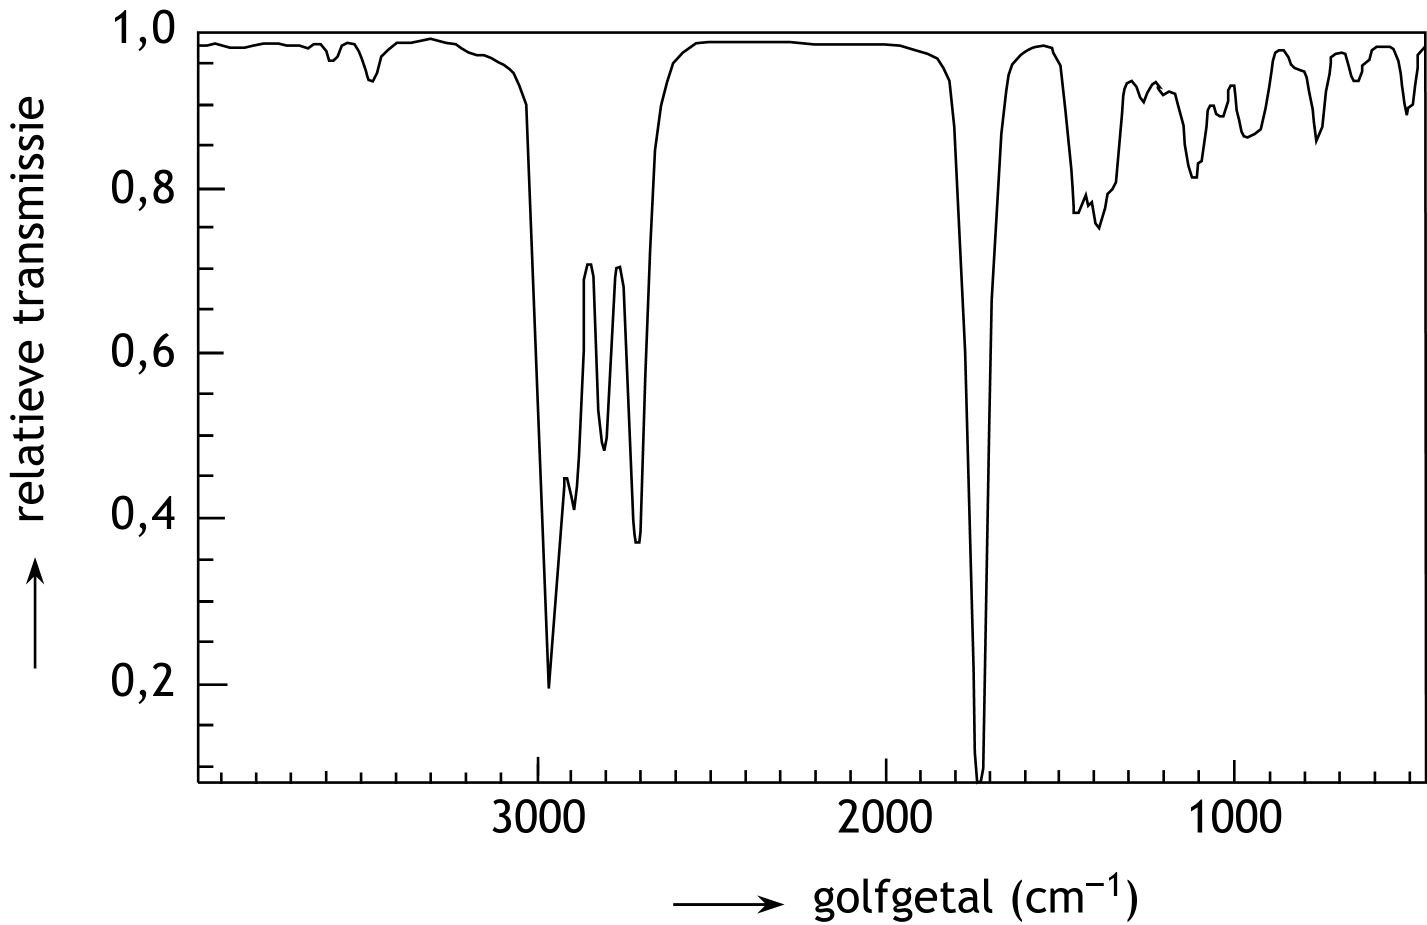 1,0
0,8
0,6
0,4
0,2
relatieve transmissie
3000 2000 1000
golfgetal (cm⁻¹)